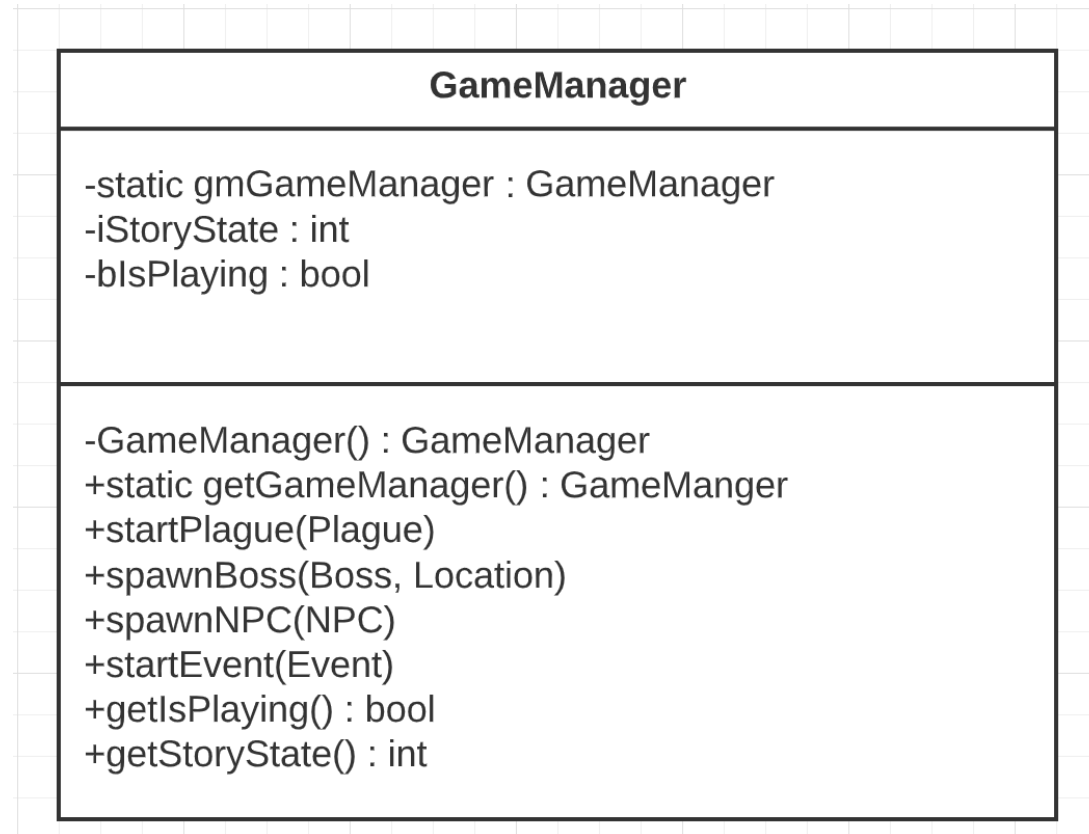 GameManager
-static gmGameManager : GameManager
-iStoryState : int
-bIsPlaying : bool
-GameManager() : GameManager
+static getGameManager() : GameManger
+startPlague(Plague)
+spawnBoss(Boss, Location)
+spawnNPC(NPC)
+startEvent(Event)
+getIsPlaying() : bool
+getStoryState() : int